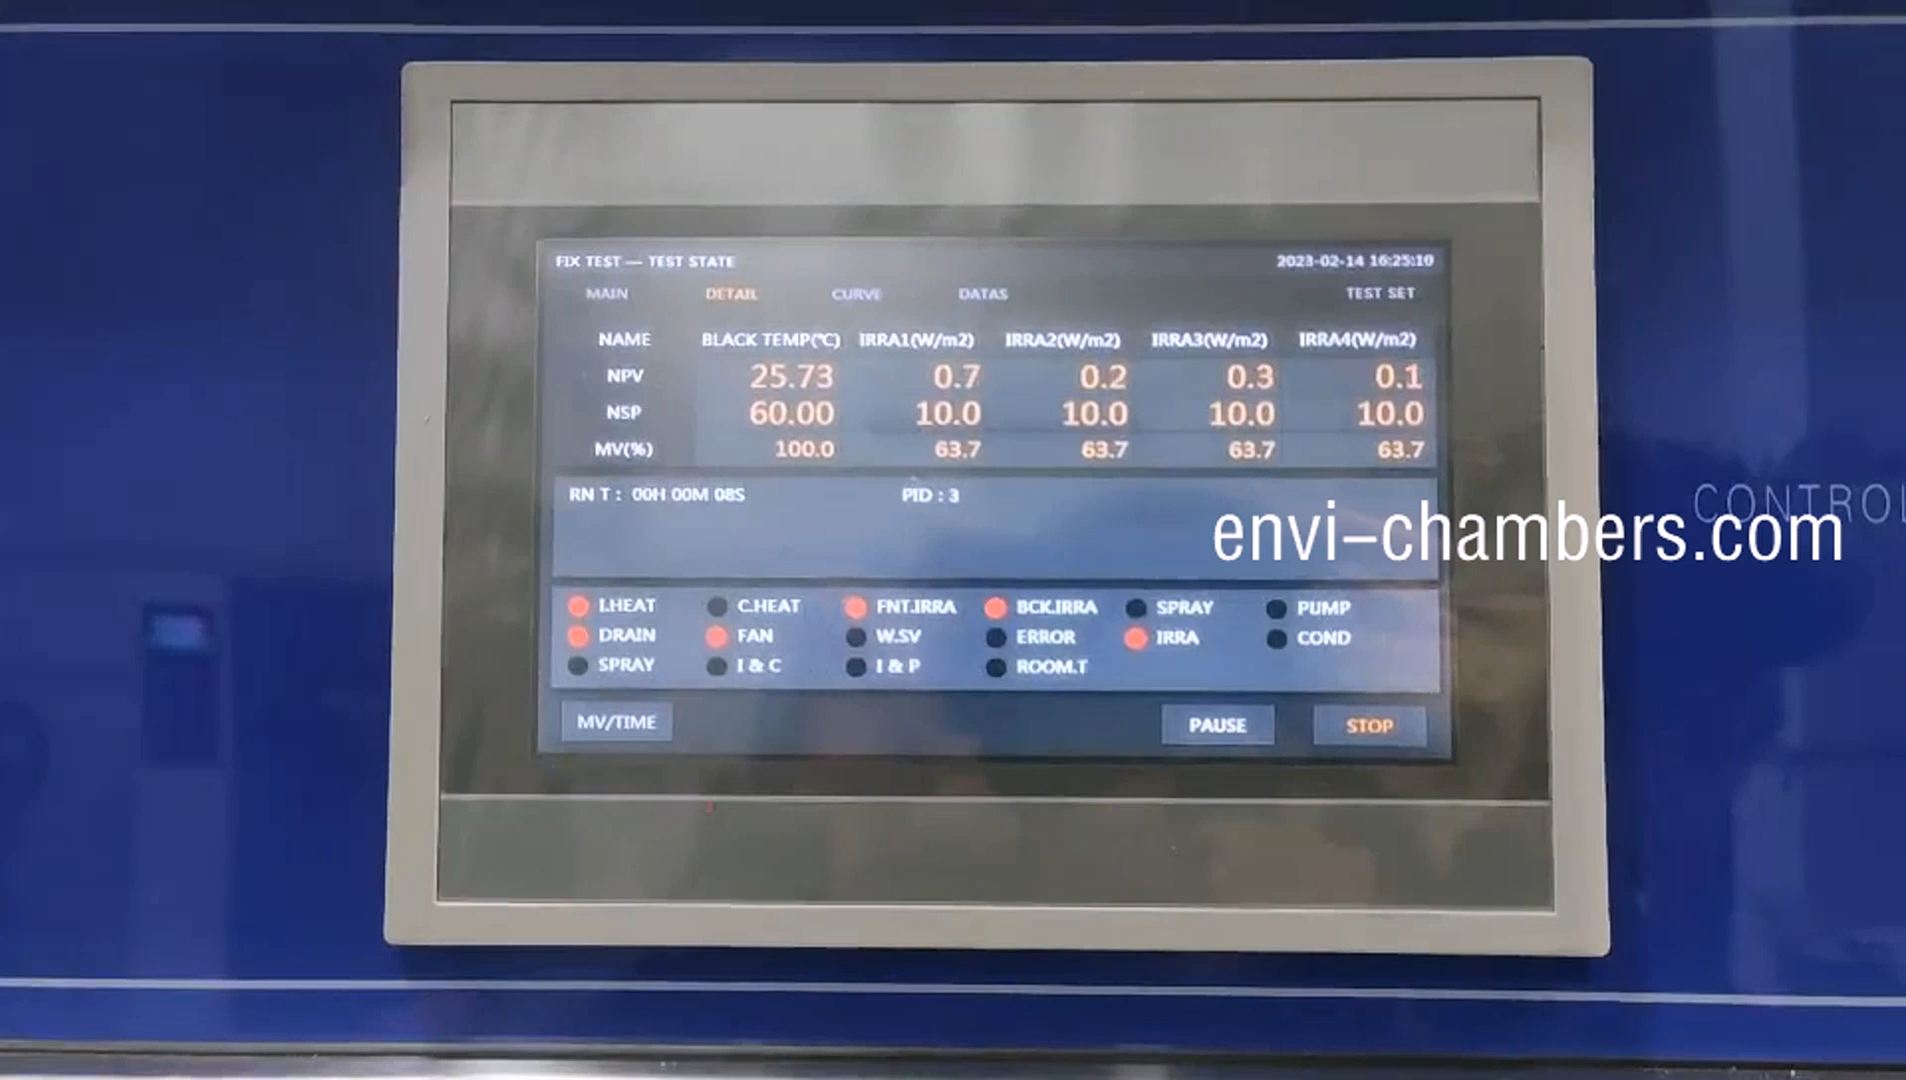 FIX TEST — TEST STATE 2023-02-14 16:25:19
MAIN DETAIL CURVE DATAS TEST SET
NAME BLACK TEMP(℃) IRRA1(W/m2) IRRA2(W/m2) IRRA3(W/m2) IRRA4(W/m2)
NPV 25.73 0.7 0.2 0.3 0.1
NSP 60.00 10.0 10.0 10.0 10.0
MV(%) 100.0 63.7 63.7 63.7 63.7
RN T : 00H 00M 08S PID : 3
CONTROL
envi-chambers.com
I.HEAT C.HEAT FNT.IRRA BCK.IRRA SPRAY PUMP
DRAIN FAN W.SV ERROR IRRA COND
SPRAY I & C I & P ROOM.T
MV/TIME PAUSE STOP